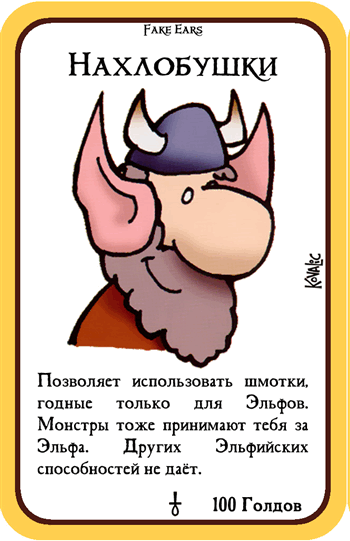 Fake Ears
Нахлобушки
Kovalic
Позволяет использовать шмотки,
годные только для Эльфов.
Монстры тоже принимают тебя за
Эльфа. Других Эльфийских
способностей не даёт.
100 Голдов